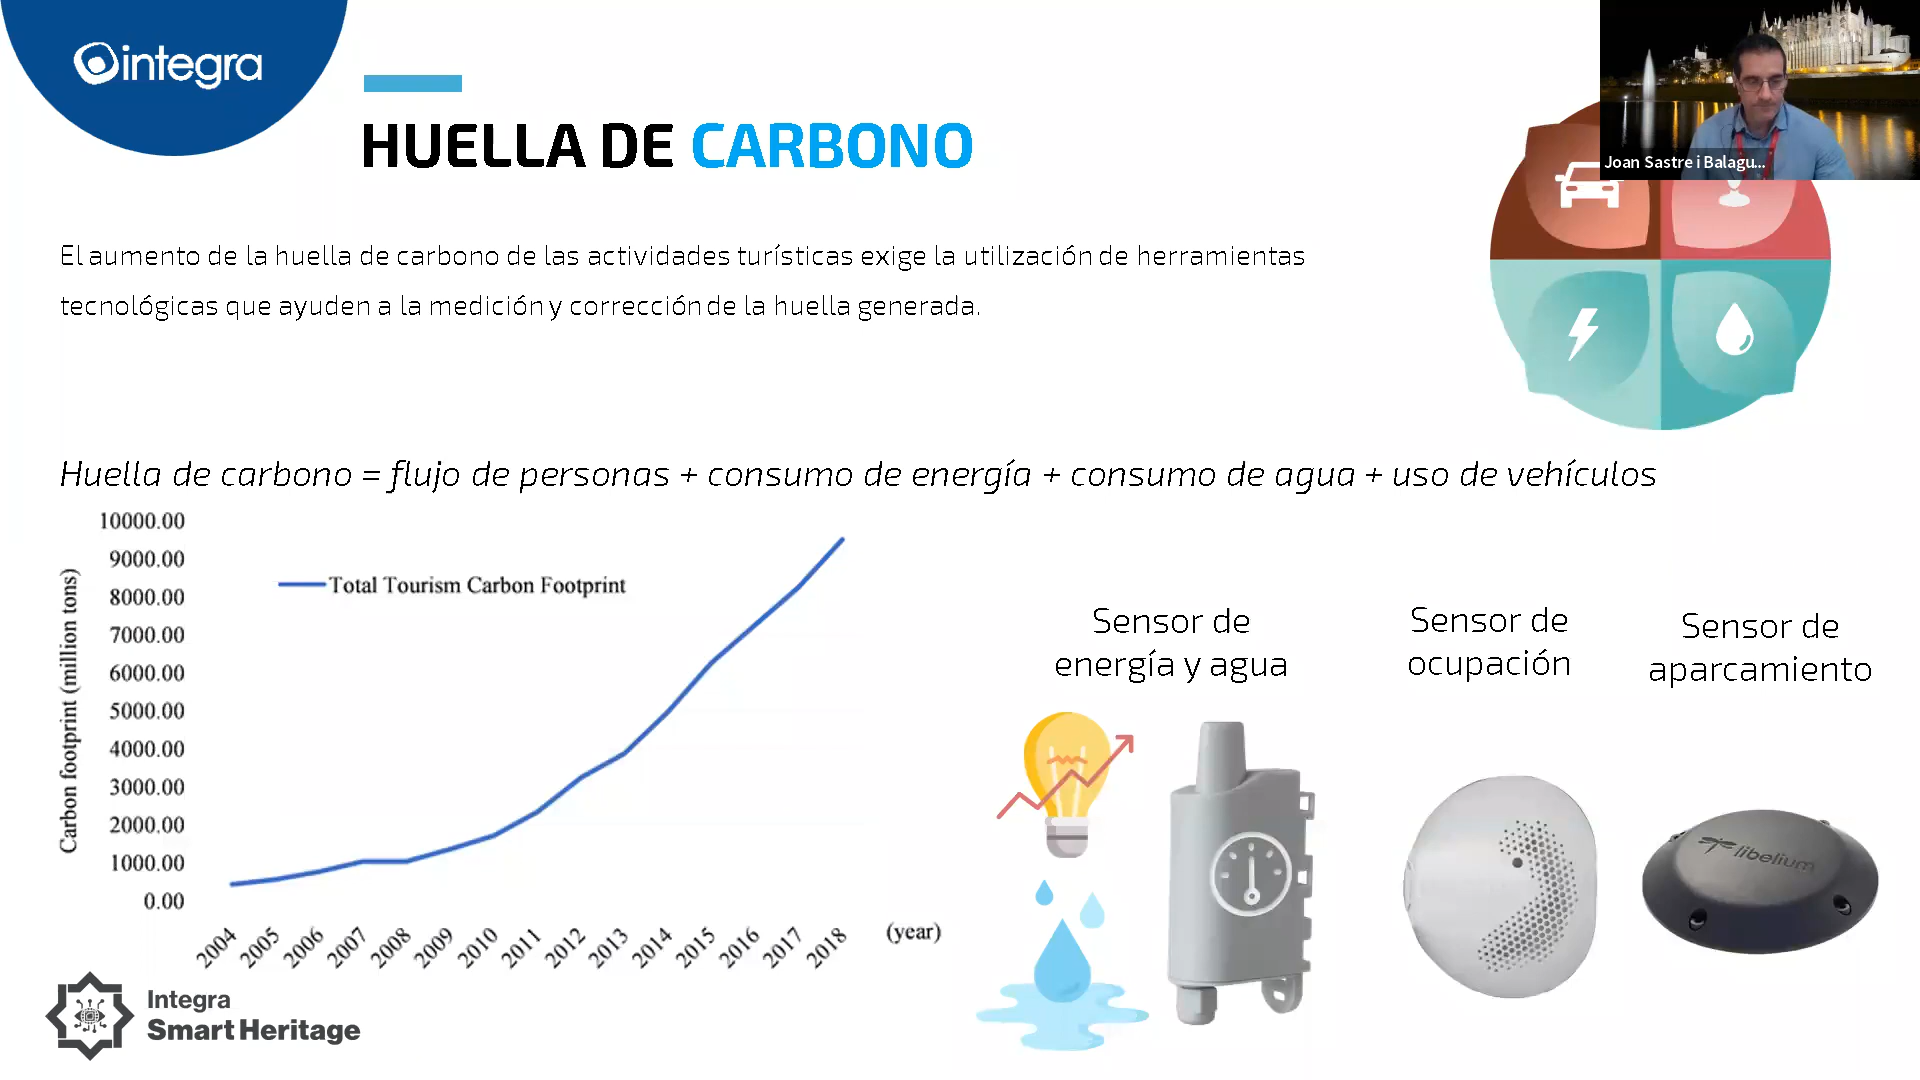 integra
Joan Sastre i Balagu...
HUELLA DE CARBONO
El aumento de la huella de carbono de las actividades turísticas exige la utilización de herramientas
tecnológicas que ayuden a la medición y corrección de la huella generada.
Huella de carbono = flujo de personas + consumo de energía + consumo de agua + uso de vehículos
10000.00
9000.00
8000.00
7000.00
6000.00
5000.00
4000.00
3000.00
2000.00
1000.00
0.00
Carbon footprint (million tons)
Total Tourism Carbon Footprint
2004 2005 2006 2007 2008 2009 2010 2011 2012 2013 2014 2015 2016 2017 2018
(year)
Sensor de
energía y agua
Sensor de
ocupación
Sensor de
aparcamiento
libelium
Integra
Smart Heritage